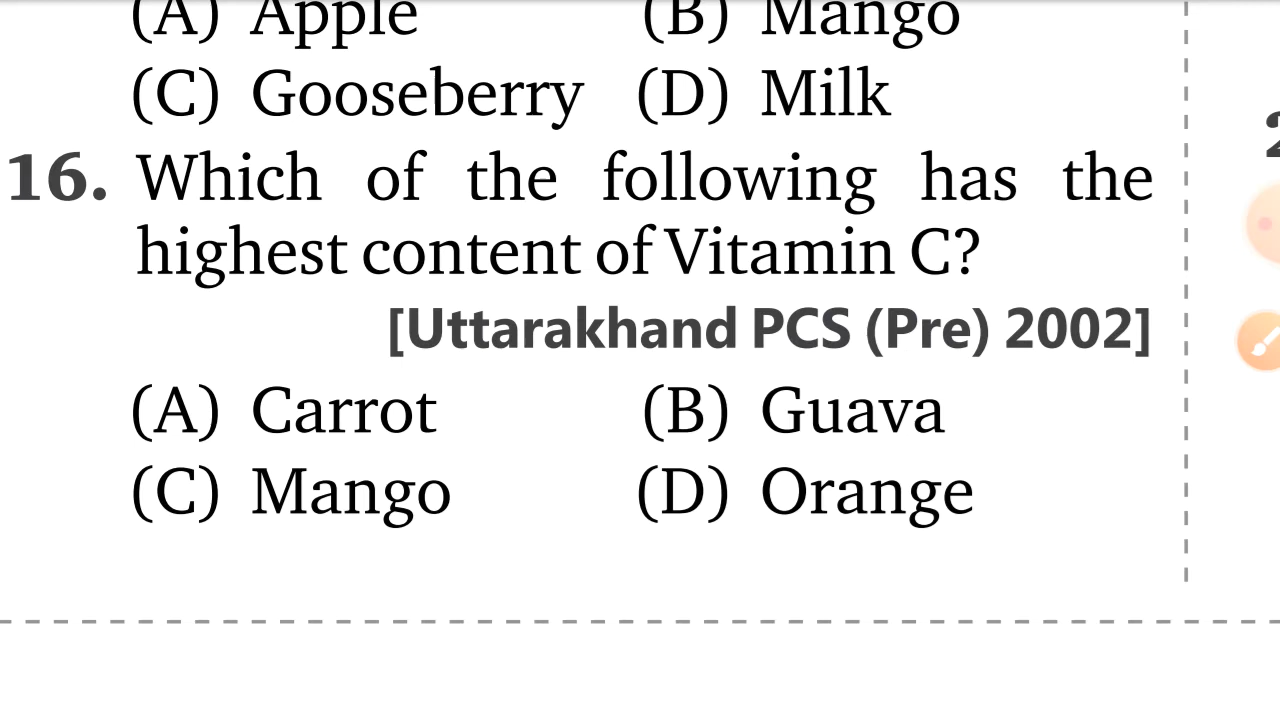 (A) Apple (B) Mango
(C) Gooseberry (D) Milk
16. Which of the following has the
highest content of Vitamin C?
[Uttarakhand PCS (Pre) 2002]
(A) Carrot (B) Guava
(C) Mango (D) Orange